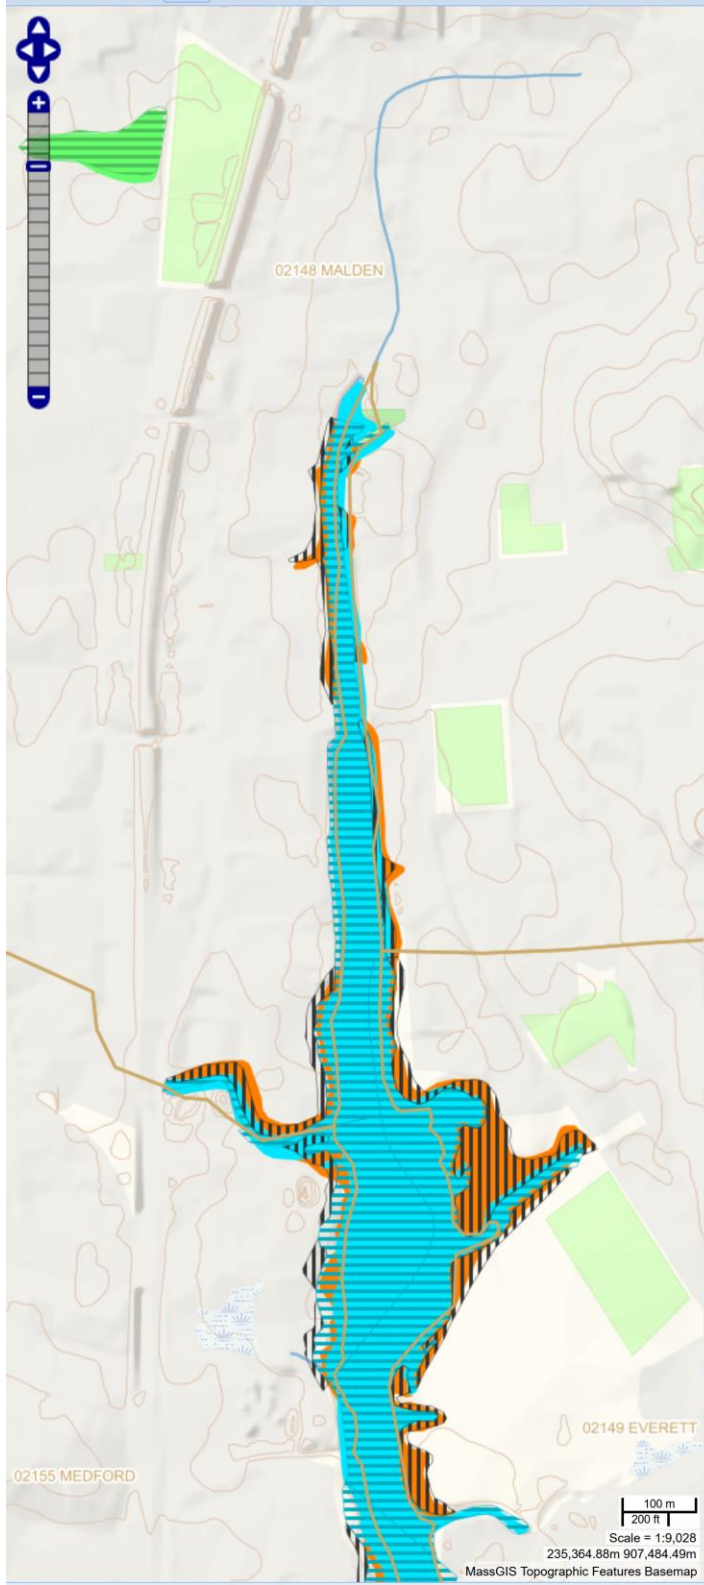 02148 MALDEN
02149 EVERETT
02155 MEDFORD
100 m
200 ft
Scale = 1:9,028
235,364.88m 907,484.49m
MassGIS Topographic Features Basemap